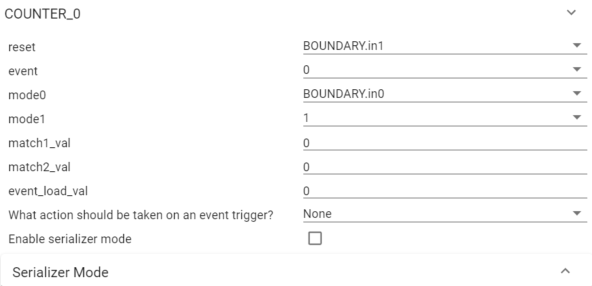 COUNTER_0
reset BOUNDARY.in1
event 0
mode0 BOUNDARY.in0
mode1 1
match1_val 0
match2_val 0
event_load_val 0
What action should be taken on an event trigger? None
Enable serializer mode
Serializer Mode